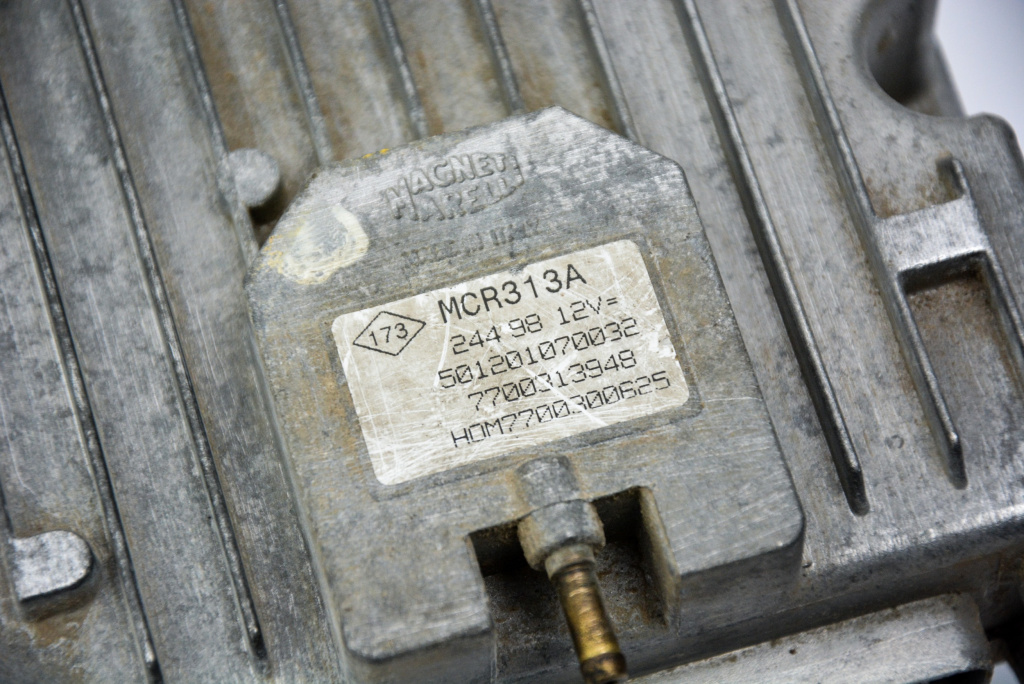 MAGNETI
MARELLI
173
MCR313A
244 98 12V=
501201070032
7700313948
HOM7700300625